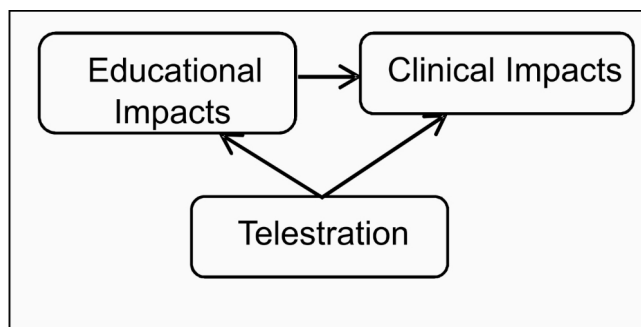 Educational
Impacts
Clinical Impacts
Telestration